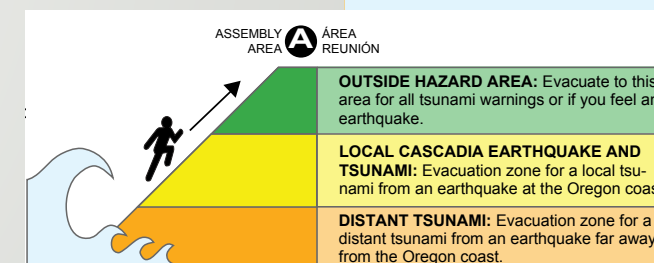 ASSEMBLY AREA A ÁREA REUNIÓN
OUTSIDE HAZARD AREA: Evacuate to this
area for all tsunami warnings or if you feel an
earthquake.
LOCAL CASCADIA EARTHQUAKE AND
TSUNAMI: Evacuation zone for a local tsu-
nami from an earthquake at the Oregon coast
DISTANT TSUNAMI: Evacuation zone for a
distant tsunami from an earthquake far away
from the Oregon coast.